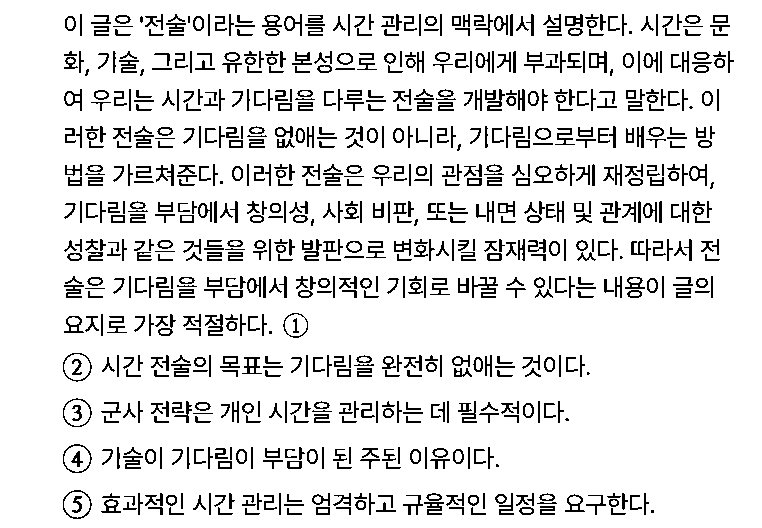 이 글은 '전술'이라는 용어를 시간 관리의 맥락에서 설명한다. 시간은 문
화, 기술, 그리고 유한한 본성으로 인해 우리에게 부과되며, 이에 대응하
여 우리는 시간과 기다림을 다루는 전술을 개발해야 한다고 말한다. 이
러한 전술은 기다림을 없애는 것이 아니라, 기다림으로부터 배우는 방
법을 가르쳐준다. 이러한 전술은 우리의 관점을 심오하게 재정립하여,
기다림을 부담에서 창의성, 사회 비판, 또는 내면 상태 및 관계에 대한
성찰과 같은 것들을 위한 발판으로 변화시킬 잠재력이 있다. 따라서 전
술은 기다림을 부담에서 창의적인 기회로 바꿀 수 있다는 내용이 글의
요지로 가장 적절하다. ①
② 시간 전술의 목표는 기다림을 완전히 없애는 것이다.
③ 군사 전략은 개인 시간을 관리하는 데 필수적이다.
④ 기술이 기다림이 부담이 된 주된 이유이다.
⑤ 효과적인 시간 관리는 엄격하고 규율적인 일정을 요구한다.